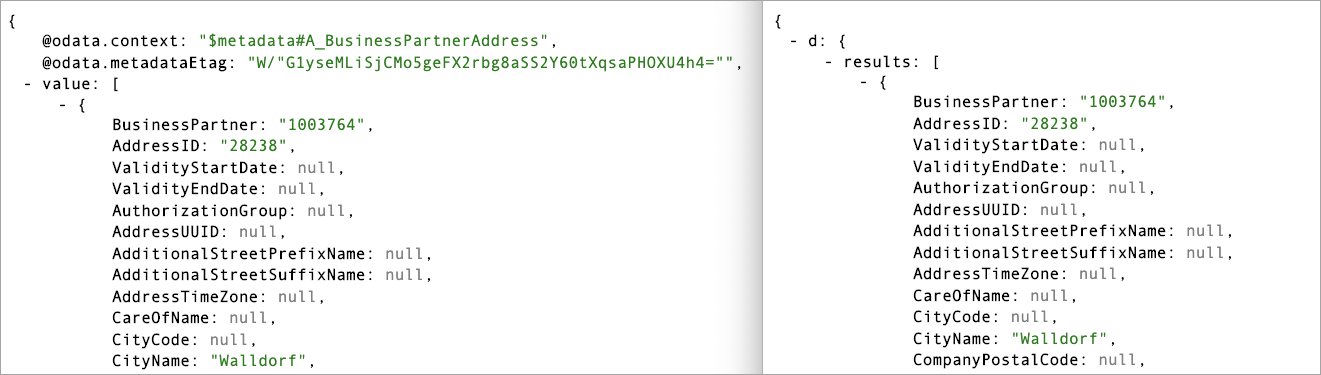 {
@odata.context: "$metadata#A_BusinessPartnerAddress",
@odata.metadataEtag: "W/"G1yseMLiSjCMo5geFX2rbg8aSS2Y60tXqsaPHOXU4h4="",
- value: [
- {
BusinessPartner: "1003764",
AddressID: "28238",
ValidityStartDate: null,
ValidityEndDate: null,
AuthorizationGroup: null,
AddressUUID: null,
AdditionalStreetPrefixName: null,
AdditionalStreetSuffixName: null,
AddressTimeZone: null,
CareOfName: null,
CityCode: null,
CityName: "Walldorf",
{
- d: {
- results: [
- {
BusinessPartner: "1003764",
AddressID: "28238",
ValidityStartDate: null,
ValidityEndDate: null,
AuthorizationGroup: null,
AddressUUID: null,
AdditionalStreetPrefixName: null,
AdditionalStreetSuffixName: null,
AddressTimeZone: null,
CareOfName: null,
CityCode: null,
CityName: "Walldorf",
CompanyPostalCode: null,